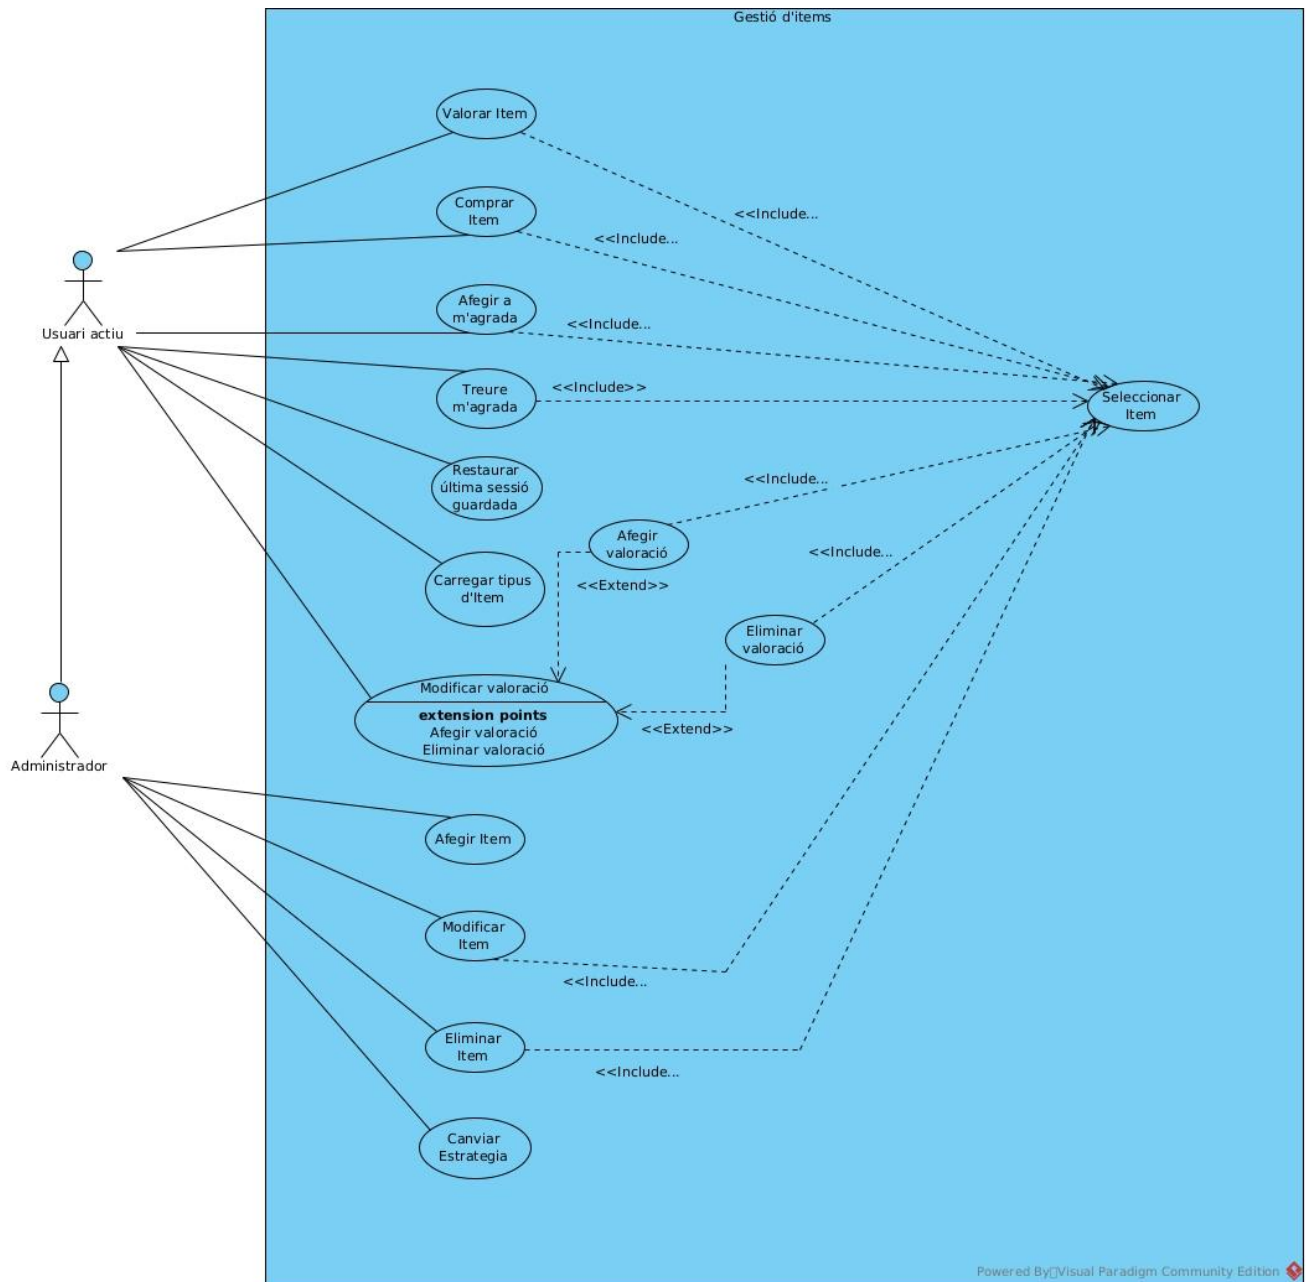 Gestió d'items
Valorar Item
<<Include...
Comprar
Item
<<Include...
Afegir a
m'agrada
<<Include...
Usuari actiu
Treure
m'agrada
<<Include>>
Seleccionar
Item
Restaurar
última sessió
guardada
<<Include...
Afegir
valoració
<<Include...
Carregar tipus
d'Item
<<Extend>>
Eliminar
valoració
Modificar valoració
extension points
Afegir valoració
Eliminar valoració
<<Extend>>
Administrador
Afegir Item
Modificar
Item
<<Include...
Eliminar
Item
<<Include...
Canviar
Estrategia
Powered By Visual Paradigm Community Edition